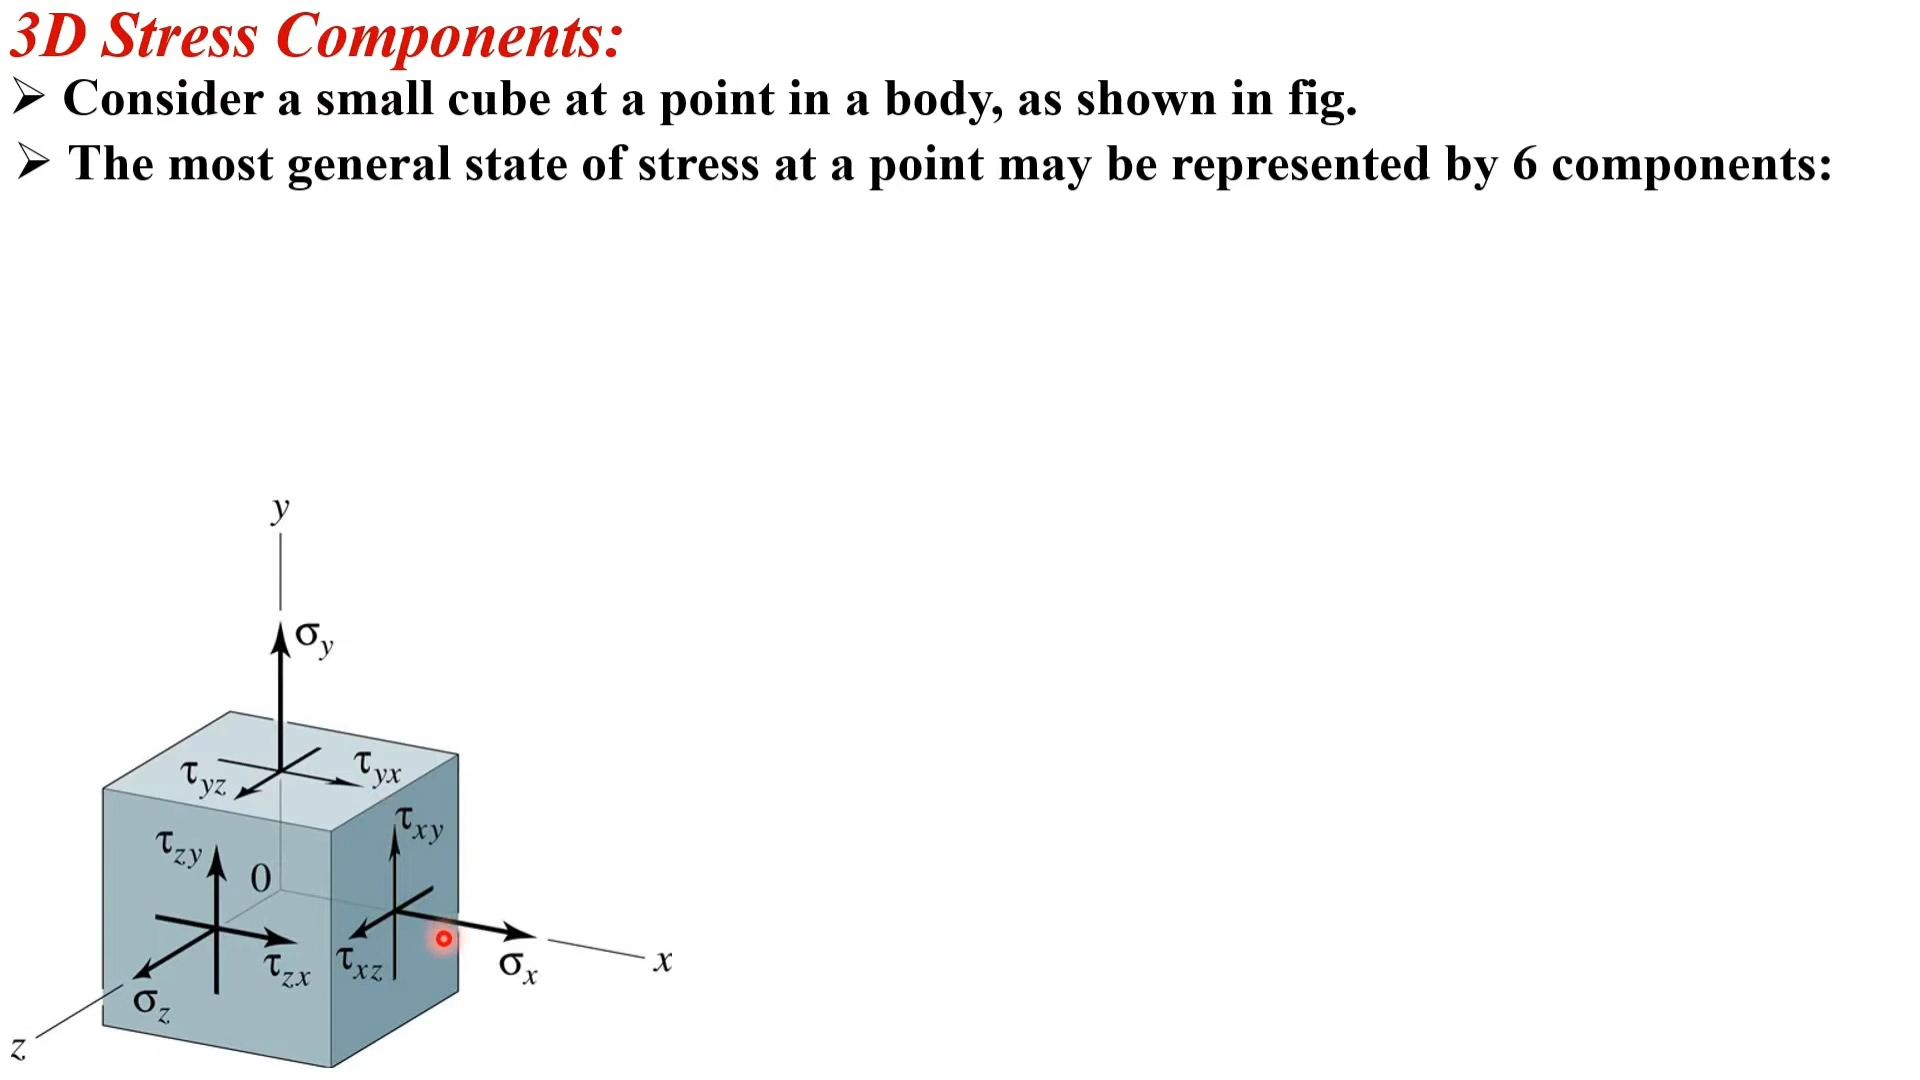 3D Stress Components:
➢ Consider a small cube at a point in a body, as shown in fig.
➢ The most general state of stress at a point may be represented by 6 components:
y
σy
τyz
τyx
τxy
τzy
0
τzx
τxz
σx
x
σz
z